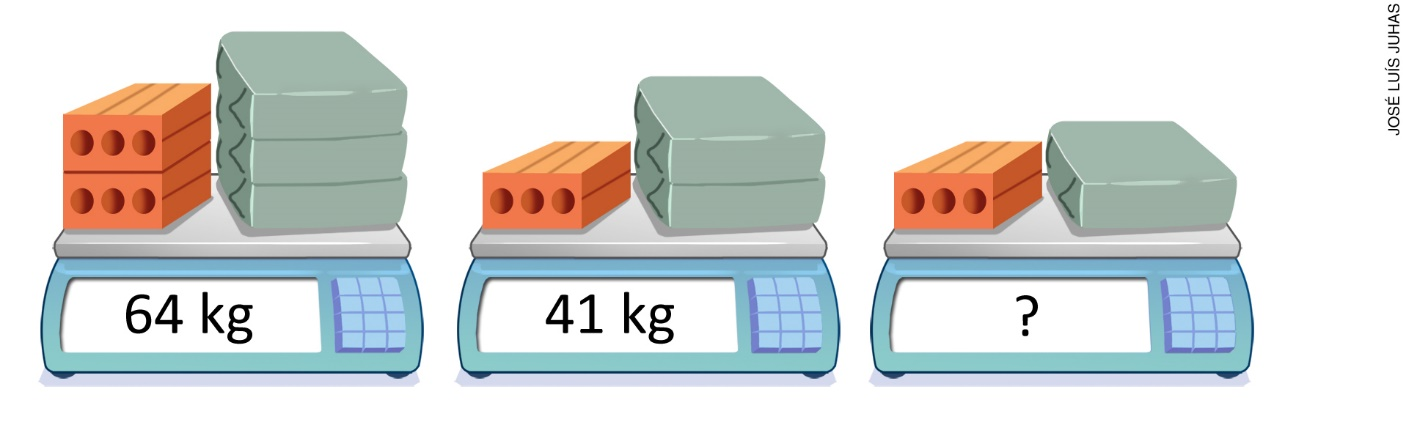 64 kg
41 kg
?
JOSÉ LUÍS JUHAS